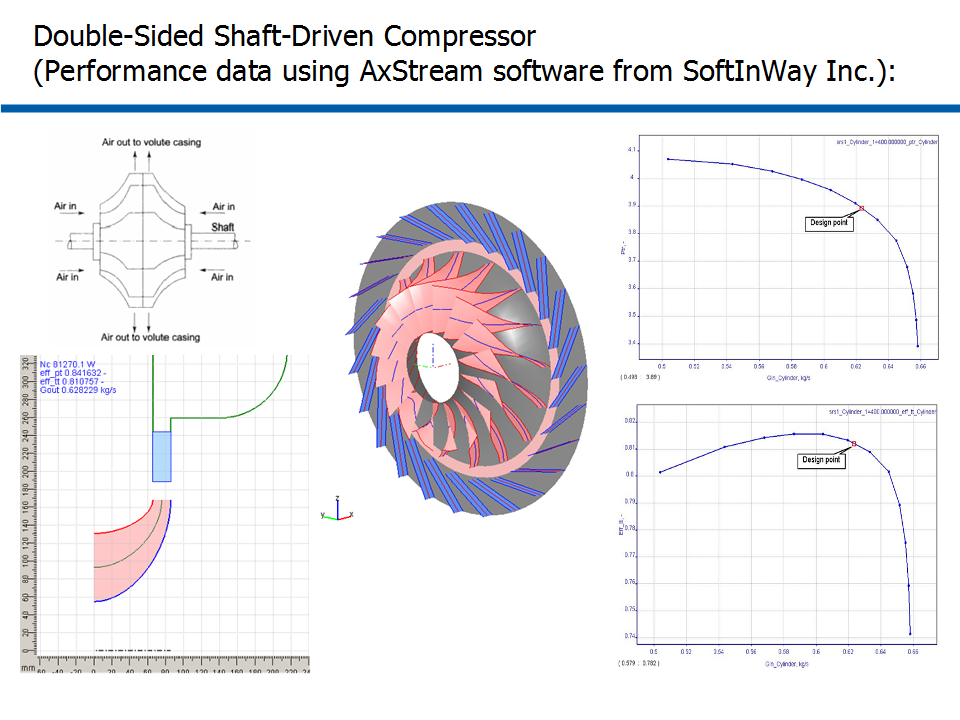 Double-Sided Shaft-Driven Compressor
(Performance data using AxStream software from SoftInWay Inc.):
Air out to volute casing
Air in
Air in
Shaft
Air in
Air in
Air out to volute casing
Nc 81270.1 W
eff_pt 0.841632 -
eff_tt 0.810757 -
Gout 0.628229 kg/s
320
300
280
260
240
220
200
180
160
140
120
100
80
60
40
20
0
mm
-40
-20
0
20
40
60
80
100
120
140
160
180
200
220
z
y
x
srs1_Cylinder_1=400.000000_ptr_Cylinder
4.1
4
3.9
3.8
3.7
3.6
3.5
3.4
Ptr, -
Design point
0.5
0.52
0.54
0.56
0.58
0.6
0.62
0.64
0.66
( 0.498 : 3.89 )
Gin_Cylinder, kg/s
srs1_Cylinder_1=400.000000_eff_tt_Cylinder
0.82
0.81
0.8
0.79
0.78
0.77
0.76
0.75
0.74
Eff_tt, -
Design point
0.5
0.52
0.54
0.56
0.58
0.6
0.62
0.64
0.66
( 0.579 : 0.782 )
Gin_Cylinder, kg/s